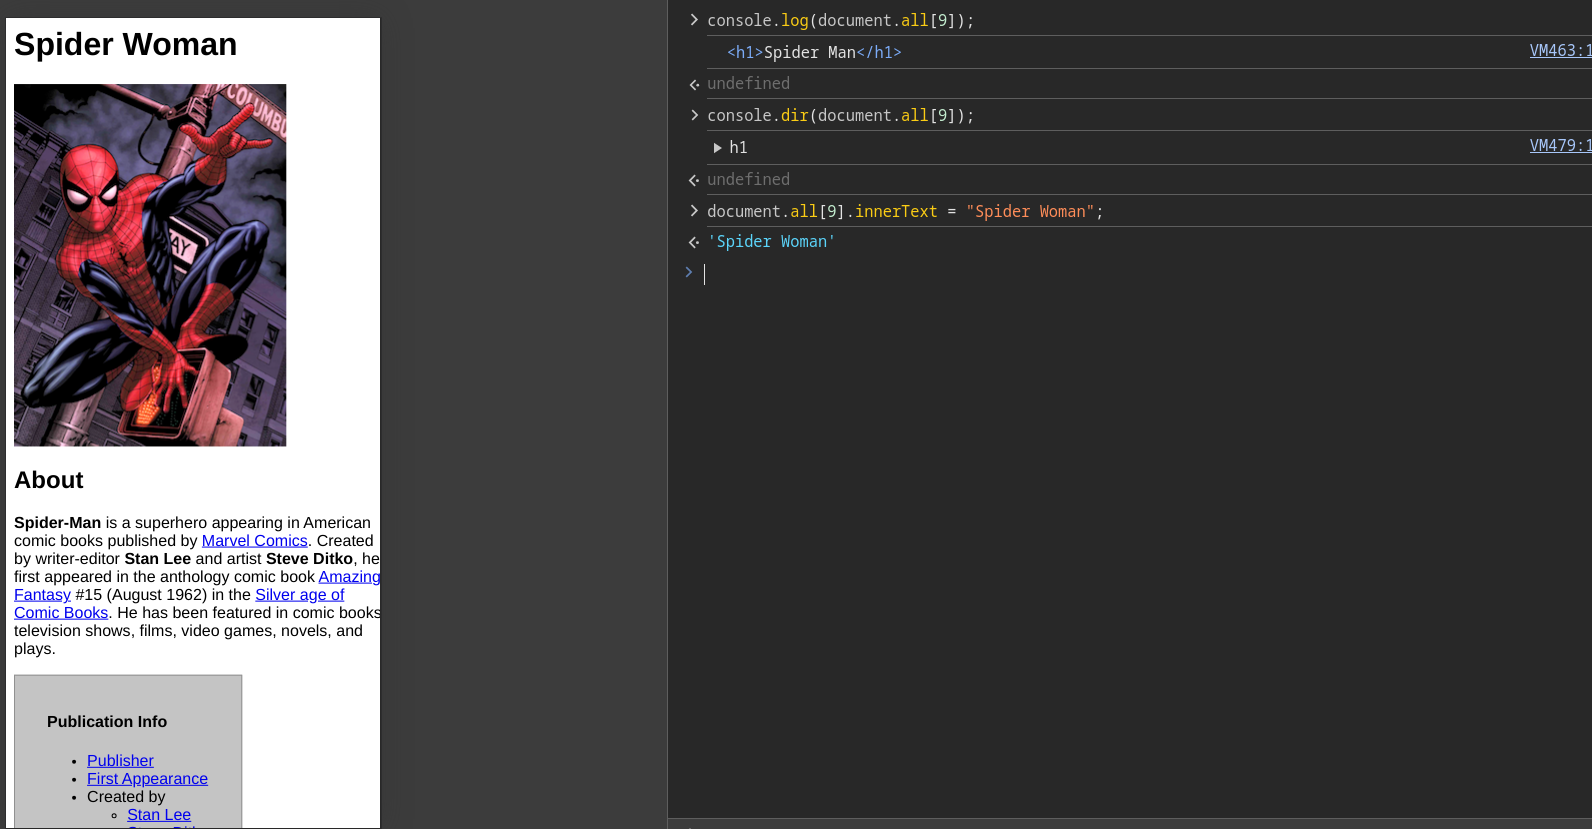 Spider Woman
COLUMBU
AY
About
Spider-Man is a superhero appearing in American
comic books published by Marvel Comics. Created
by writer-editor Stan Lee and artist Steve Ditko, he
first appeared in the anthology comic book Amazing
Fantasy #15 (August 1962) in the Silver age of
Comic Books. He has been featured in comic books
television shows, films, video games, novels, and
plays.
Publication Info
Publisher
First Appearance
Created by
Stan Lee
console.log(document.all[9]);
<h1>Spider Man</h1> VM463:1
undefined
console.dir(document.all[9]);
h1 VM479:1
undefined
document.all[9].innerText = "Spider Woman";
'Spider Woman'